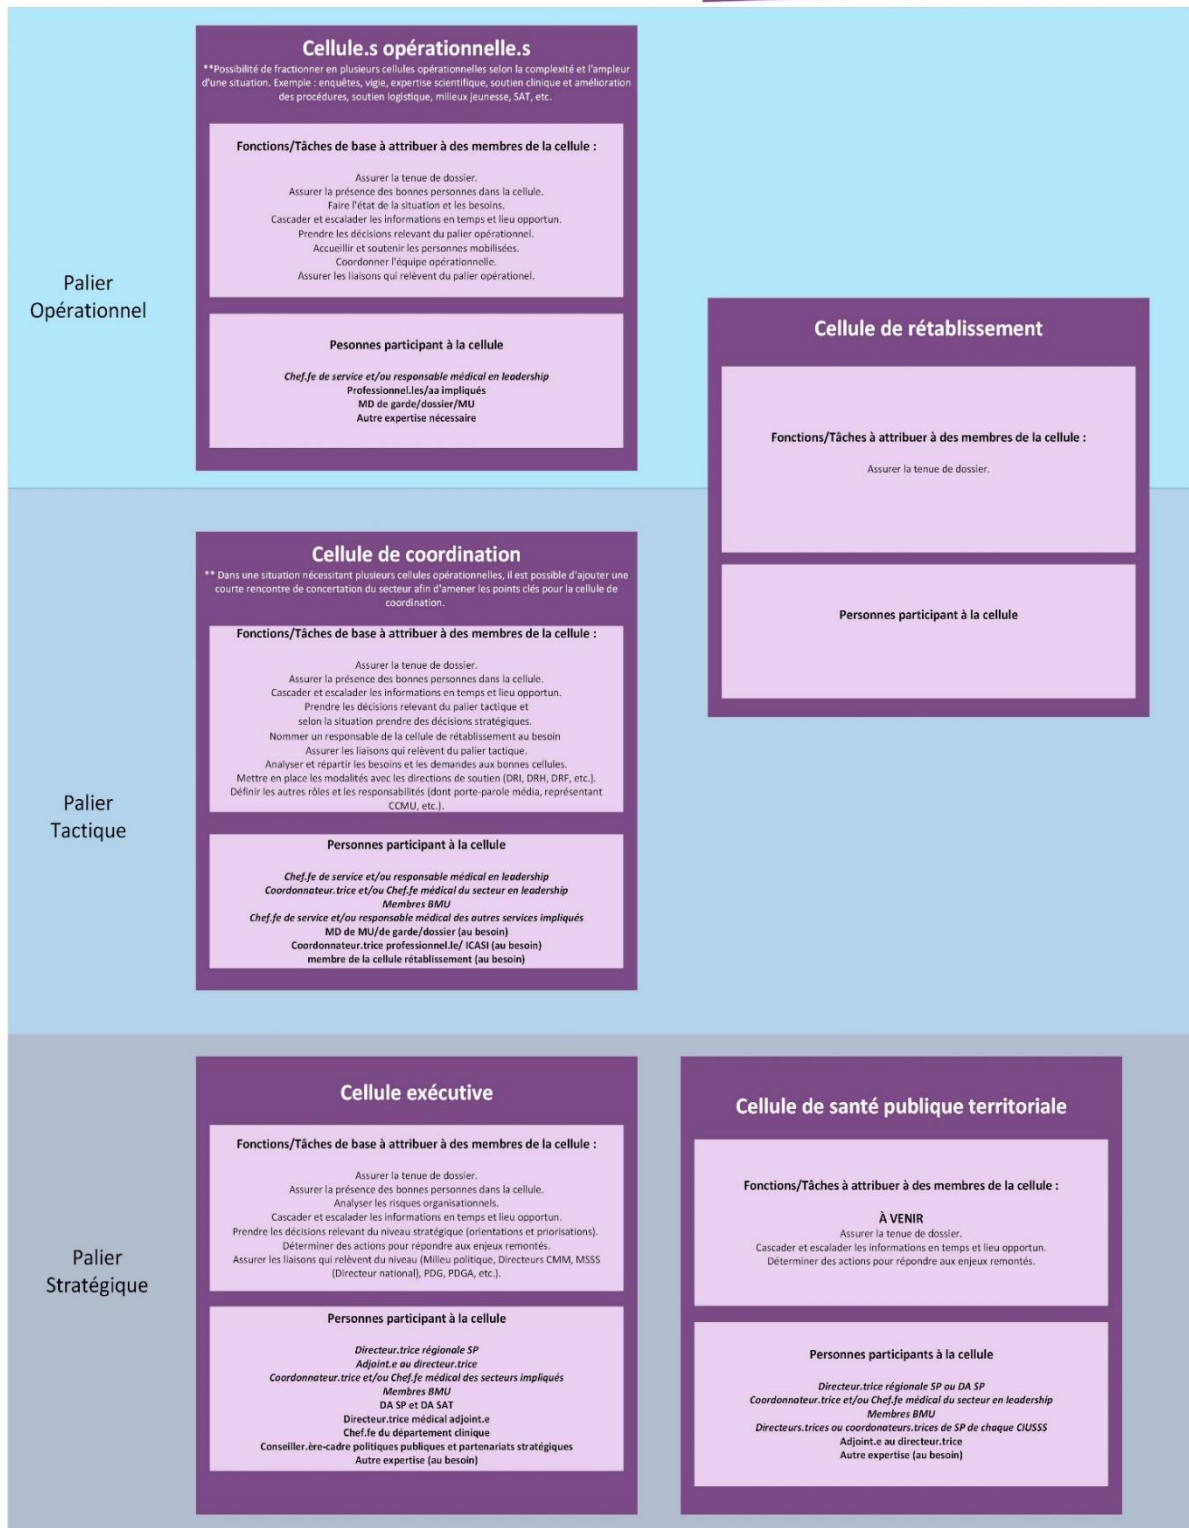 Palier
Opérationnel
Cellule.s opérationnelle.s
**Possibilité de fractionner en plusieurs cellules opérationnelles selon la complexité et l'ampleur
d'une situation. Exemple : enquêtes, vigie, expertise scientifique, soutien clinique et amélioration
des procédures, soutien logistique, milieux jeunesse, SAT, etc.
Fonctions/Tâches de base à attribuer à des membres de la cellule :
Assurer la tenue de dossier.
Assurer la présence des bonnes personnes dans la cellule.
Faire l'état de la situation et les besoins.
Cascader et escalader les informations en temps et lieu opportun.
Prendre les décisions relevant du palier opérationnel.
Accueillir et soutenir les personnes mobilisées.
Coordonner l'équipe opérationnelle.
Assurer les liaisons qui relèvent du palier opérationel.
Pesonnes participant à la cellule
Chef.fe de service et/ou responsable médical en leadership
Professionnel.les/aa impliqués
MD de garde/dossier/MU
Autre expertise nécessaire
Cellule de rétablissement
Fonctions/Tâches à attribuer à des membres de la cellule :
Assurer la tenue de dossier.
Personnes participant à la cellule
Palier
Tactique
Cellule de coordination
** Dans une situation nécessitant plusieurs cellules opérationnelles, il est possible d'ajouter une
courte rencontre de concertation du secteur afin d'amener les points clés pour la cellule de
coordination.
Fonctions/Tâches de base à attribuer à des membres de la cellule :
Assurer la tenue de dossier.
Assurer la présence des bonnes personnes dans la cellule.
Cascader et escalader les informations en temps et lieu opportun.
Prendre les décisions relevant du palier tactique et
selon la situation prendre des décisions stratégiques.
Nommer un responsable de la cellule de rétablissement au besoin
Assurer les liaisons qui relèvent du palier tactique.
Analyser et répartir les besoins et les demandes aux bonnes cellules.
Mettre en place les modalités avec les directions de soutien (DRI, DRH, DRF, etc.).
Définir les autres rôles et les responsabilités (dont porte-parole média, représentant
CCMU, etc.).
Personnes participant à la cellule
Chef.fe de service et/ou responsable médical en leadership
Coordonnateur.trice et/ou Chef.fe médical du secteur en leadership
Membres BMU
Chef.fe de service et/ou responsable médical des autres services impliqués
MD de MU/de garde/dossier (au besoin)
Coordonnateur.trice professionnel.le/ ICASI (au besoin)
membre de la cellule rétablissement (au besoin)
Palier
Stratégique
Cellule exécutive
Fonctions/Tâches de base à attribuer à des membres de la cellule :
Assurer la tenue de dossier.
Assurer la présence des bonnes personnes dans la cellule.
Analyser les risques organisationnels.
Cascader et escalader les informations en temps et lieu opportun.
Prendre les décisions relevant du niveau stratégique (orientations et priorisations).
Déterminer des actions pour répondre aux enjeux remontés.
Assurer les liaisons qui relèvent du niveau (Milieu politique, Directeurs CMM, MSSS
(Directeur national), PDG, PDGA, etc.).
Personnes participant à la cellule
Directeur.trice régionale SP
Adjoint.e au directeur.trice
Coordonnateur.trice et/ou Chef.fe médical des secteurs impliqués
Membres BMU
DA SP et DA SAT
Directeur.trice médical adjoint.e
Chef.fe du département clinique
Conseiller.ère-cadre politiques publiques et partenariats stratégiques
Autre expertise (au besoin)
Cellule de santé publique territoriale
Fonctions/Tâches à attribuer à des membres de la cellule :
À VENIR
Assurer la tenue de dossier.
Cascader et escalader les informations en temps et lieu opportun.
Déterminer des actions pour répondre aux enjeux remontés.
Personnes participants à la cellule
Directeur.trice régionale SP ou DA SP
Coordonnateur.trice et/ou Chef.fe médical du secteur en leadership
Membres BMU
Directeurs.trices ou coordonateurs.trices de SP de chaque CIUSSS
Adjoint.e au directeur.trice
Autre expertise (au besoin)